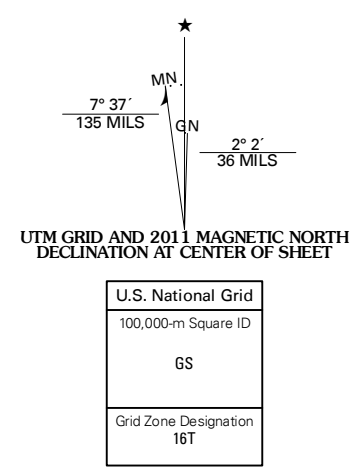 ★
MN
7° 37´
135 MILS
GN
2° 2´
36 MILS
UTM GRID AND 2011 MAGNETIC NORTH
DECLINATION AT CENTER OF SHEET
U.S. National Grid
100,000-m Square ID
GS
Grid Zone Designation
16T